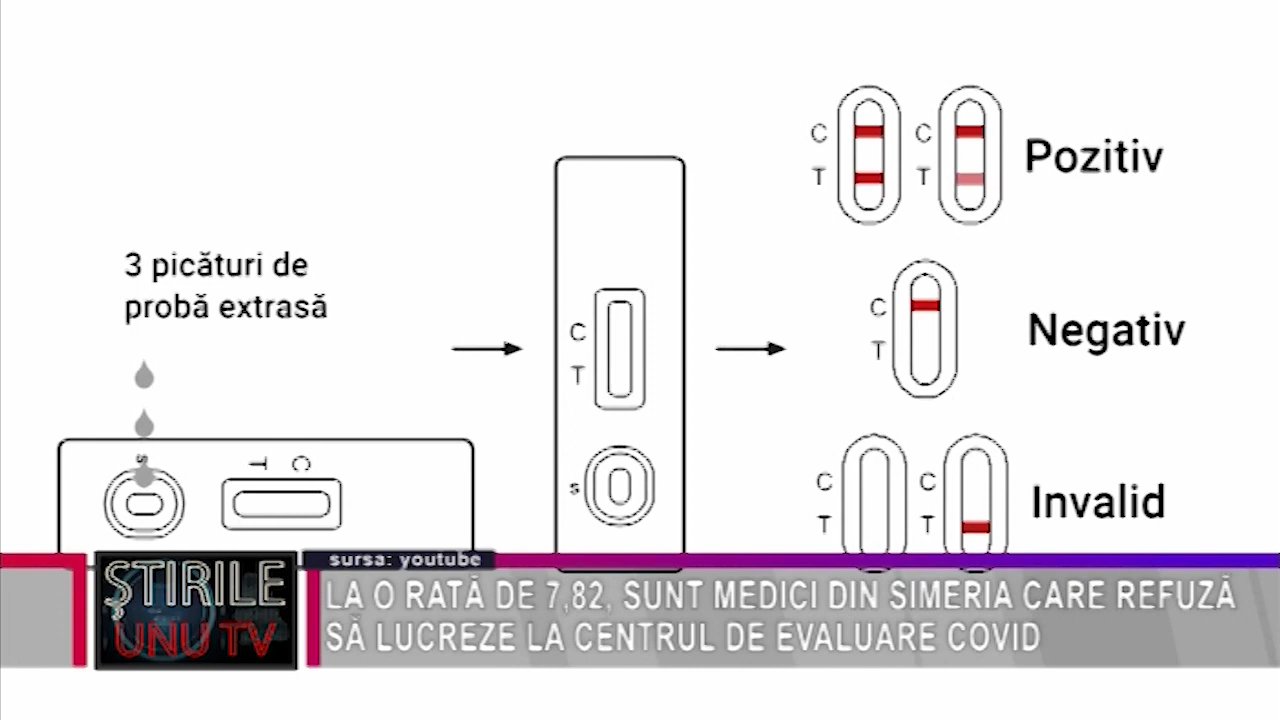 3 picături de
probă extrasă
s
T C
C
T
s
C C Pozitiv
T T
C Negativ
T
C C Invalid
T T
sursa: youtube
ŞTIRILE
UNU TV
LA O RATĂ DE 7,82, SUNT MEDICI DIN SIMERIA CARE REFUZĂ
SĂ LUCREZE LA CENTRUL DE EVALUARE COVID